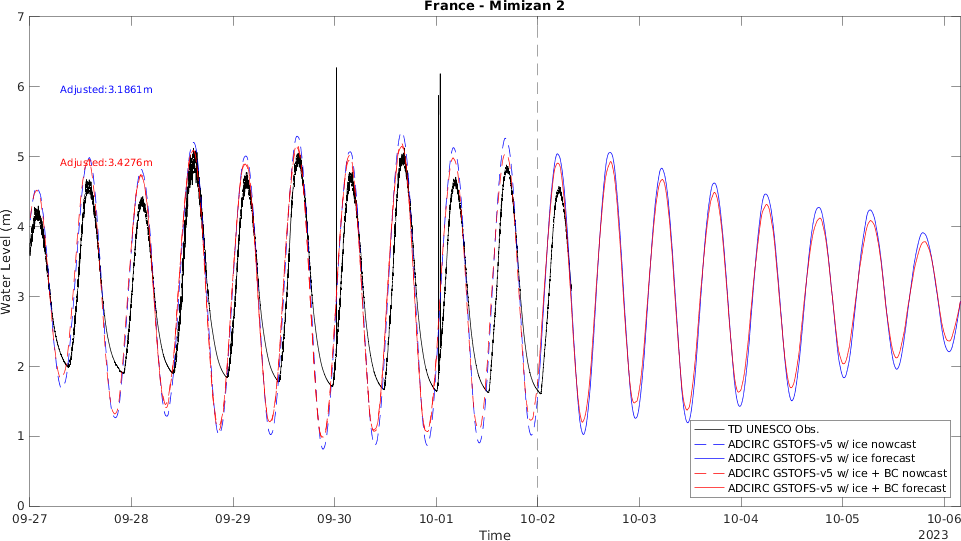 France - Mimizan 2
7
6
5
4
3
2
1
0
Water Level (m)
Adjusted:3.1861m
Adjusted:3.4276m
TD UNESCO Obs.
ADCIRC GSTOFS-v5 w/ ice nowcast
ADCIRC GSTOFS-v5 w/ ice forecast
ADCIRC GSTOFS-v5 w/ ice + BC nowcast
ADCIRC GSTOFS-v5 w/ ice + BC forecast
09-27 09-28 09-29 09-30 10-01 10-02 10-03 10-04 10-05 10-06
2023
Time